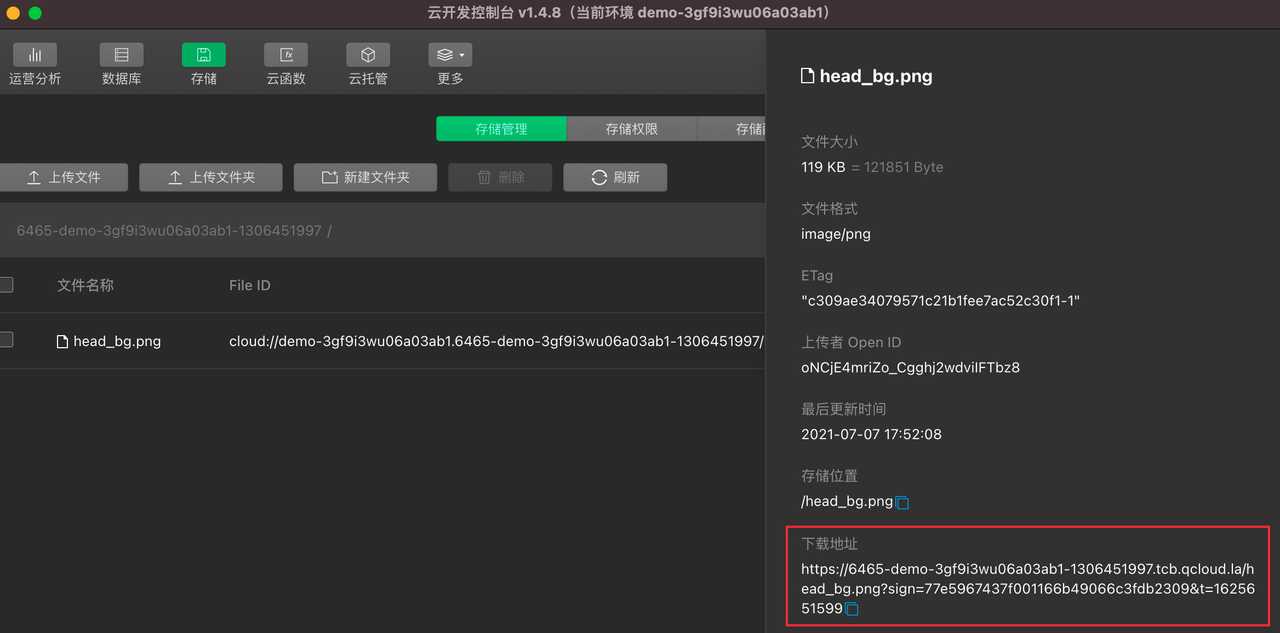 云开发控制台 v1.4.8（当前环境 demo-3gf9i3wu06a03ab1）
运营分析 数据库 存储 云函数 云托管 更多
存储管理 存储权限 存储
上传文件 上传文件夹 新建文件夹 删除 刷新
6465-demo-3gf9i3wu06a03ab1-1306451997 /
文件名称 File ID
head_bg.png cloud://demo-3gf9i3wu06a03ab1.6465-demo-3gf9i3wu06a03ab1-1306451997/
head_bg.png
文件大小
119 KB = 121851 Byte
文件格式
image/png
ETag
"c309ae34079571c21b1fee7ac52c30f1-1"
上传者 Open ID
oNCjE4mriZo_Cgghj2wdviIFTbz8
最后更新时间
2021-07-07 17:52:08
存储位置
/head_bg.png
下载地址
https://6465-demo-3gf9i3wu06a03ab1-1306451997.tcb.qcloud.la/h
ead_bg.png?sign=77e5967437f001166b49066c3fdb2309&t=16256
51599